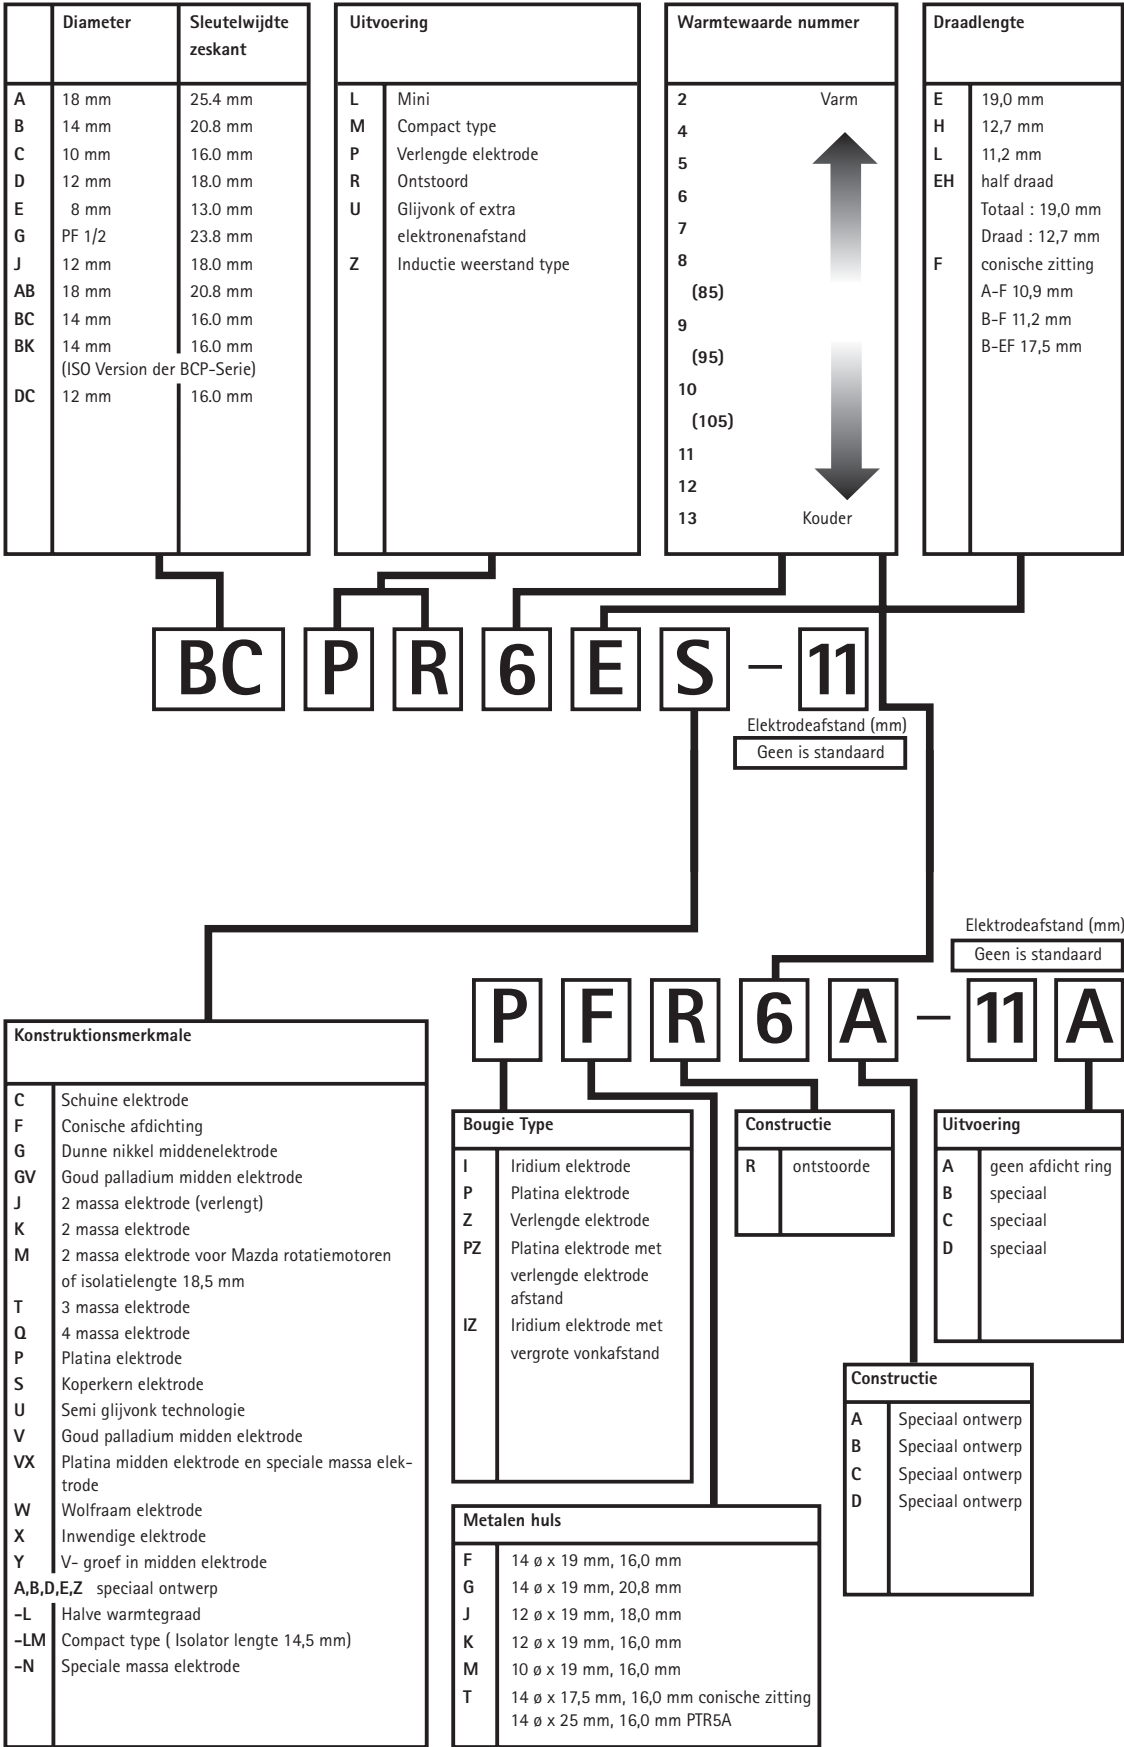 Diameter Sleutelwijdte
zeskant
A 18 mm 25.4 mm
B 14 mm 20.8 mm
C 10 mm 16.0 mm
D 12 mm 18.0 mm
E 8 mm 13.0 mm
G PF 1/2 23.8 mm
J 12 mm 18.0 mm
AB 18 mm 20.8 mm
BC 14 mm 16.0 mm
BK 14 mm 16.0 mm
(ISO Version der BCP-Serie)
DC 12 mm 16.0 mm
Uitvoering
L Mini
M Compact type
P Verlengde elektrode
R Ontstoord
U Glijvonk of extra
elektronenafstand
Z Inductie weerstand type
Warmtewaarde nummer
2 Varm
4
5
6
7
8
(85)
9
(95)
10
(105)
11
12
13 Kouder
Draadlengte
E 19,0 mm
H 12,7 mm
L 11,2 mm
EH half draad
Totaal : 19,0 mm
Draad : 12,7 mm
F conische zitting
A-F 10,9 mm
B-F 11,2 mm
B-EF 17,5 mm
BC P R 6 E S – 11
Elektrodeafstand (mm)
Geen is standaard
Elektrodeafstand (mm)
Geen is standaard
P F R 6 A – 11 A
Konstruktionsmerkmale
C Schuine elektrode
F Conische afdichting
G Dunne nikkel middenelektrode
GV Goud palladium midden elektrode
J 2 massa elektrode (verlengt)
K 2 massa elektrode
M 2 massa elektrode voor Mazda rotatiemotoren
of isolatielengte 18,5 mm
T 3 massa elektrode
Q 4 massa elektrode
P Platina elektrode
S Koperkern elektrode
U Semi glijvonk technologie
V Goud palladium midden elektrode
VX Platina midden elektrode en speciale massa elek-
trode
W Wolfraam elektrode
X Inwendige elektrode
Y V- groef in midden elektrode
A,B,D,E,Z speciaal ontwerp
-L Halve warmtegraad
-LM Compact type ( Isolator lengte 14,5 mm)
-N Speciale massa elektrode
Bougie Type
I Iridium elektrode
P Platina elektrode
Z Verlengde elektrode
PZ Platina elektrode met
verlengde elektrode
afstand
IZ Iridium elektrode met
vergrote vonkafstand
Constructie
R ontstoorde
Uitvoering
A geen afdicht ring
B speciaal
C speciaal
D speciaal
Constructie
A Speciaal ontwerp
B Speciaal ontwerp
C Speciaal ontwerp
D Speciaal ontwerp
Metalen huls
F 14 ø x 19 mm, 16,0 mm
G 14 ø x 19 mm, 20,8 mm
J 12 ø x 19 mm, 18,0 mm
K 12 ø x 19 mm, 16,0 mm
M 10 ø x 19 mm, 16,0 mm
T 14 ø x 17,5 mm, 16,0 mm conische zitting
14 ø x 25 mm, 16,0 mm PTR5A